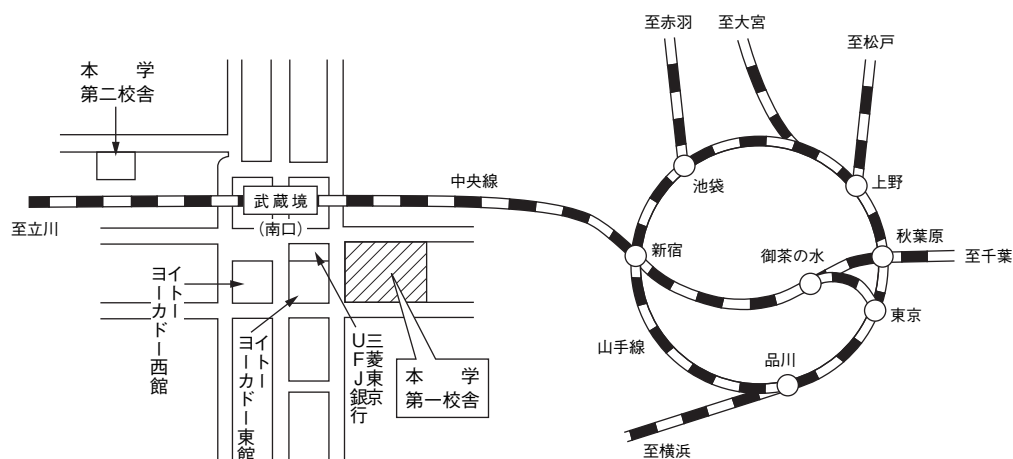 至赤羽
至大宮
至松戸
本　学
第二校舎
中央線
池袋
上野
武蔵境
（南口）
至立川
新宿
御茶の水
秋葉原
至千葉
東京
イトー
ヨーカドー西館
イトー
ヨーカドー東館
三菱東京
ＵＦＪ銀行
本　学
第一校舎
山手線
品川
至横浜